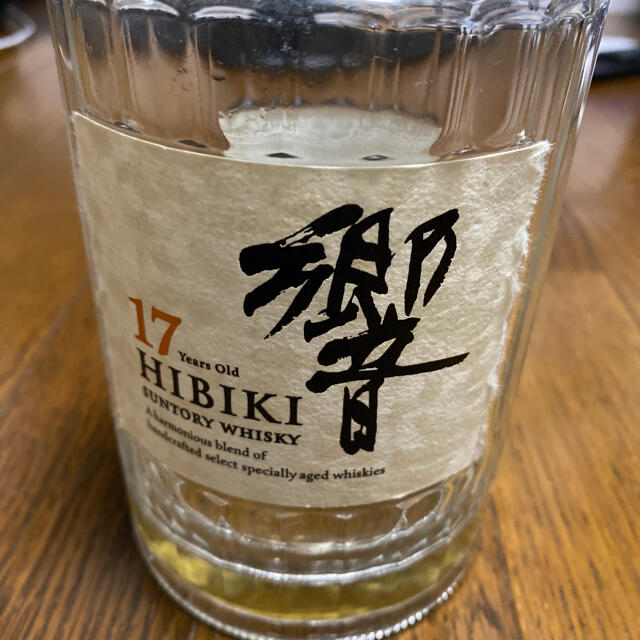 響
17 Years Old
HIBIKI
SUNTORY WHISKY
A harmonious blend of
handcrafted select specially aged whiskies